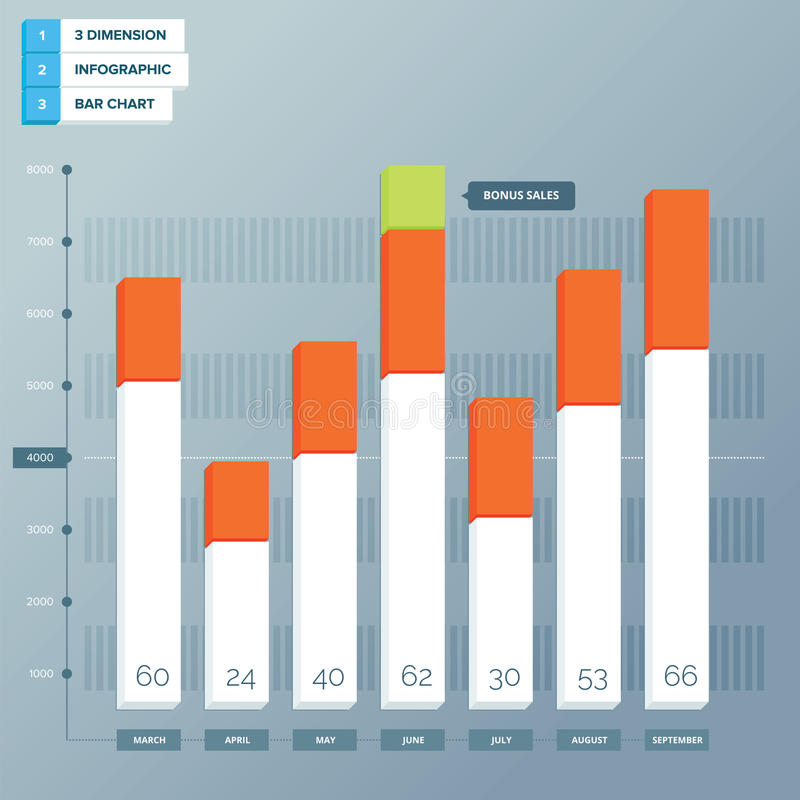 1 3 DIMENSION
2 INFOGRAPHIC
3 BAR CHART
8000
BONUS SALES
7000
6000
5000
dreamstime
4000
3000
2000
1000
60 24 40 62 30 53 66
MARCH APRIL MAY JUNE JULY AUGUST SEPTEMBER